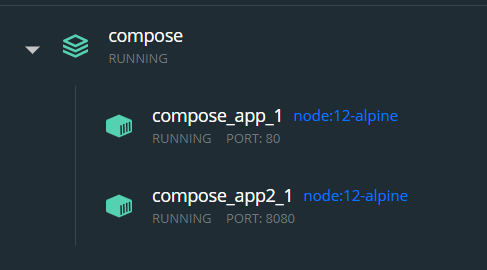 compose
RUNNING
compose_app_1 node:12-alpine
RUNNING PORT: 80
compose_app2_1 node:12-alpine
RUNNING PORT: 8080